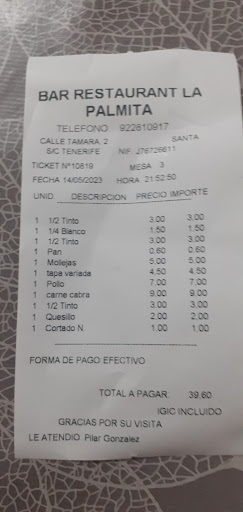 BAR RESTAURANT LA
PALMITA
TELEFONO 922610917
CALLE TAMARA, 2 SANTA
S/C TENERIFE NIF. J76726611
TICKET Nº10819 MESA 3
FECHA 14/05/2023 HORA 21:52:50
UNID. DESCRIPCION PRECIO IMPORTE
1 1/2 Tinto 3,00 3,00
1 1/4 Blanco 1,50 1,50
1 1/2 Tinto 3,00 3,00
1 Pan 0,60 0,60
1 Mollejas 5,00 5,00
1 tapa variada 4,50 4,50
1 Pollo 7,00 7,00
1 carne cabra 9,00 9,00
1 1/2 Tinto 3,00 3,00
1 Quesillo 2,00 2,00
1 Cortado N 1,00 1,00
FORMA DE PAGO EFECTIVO
TOTAL A PAGAR: 39,60
IGIC INCLUIDO
GRACIAS POR SU VISITA
LE ATENDIO Pilar Gonzalez